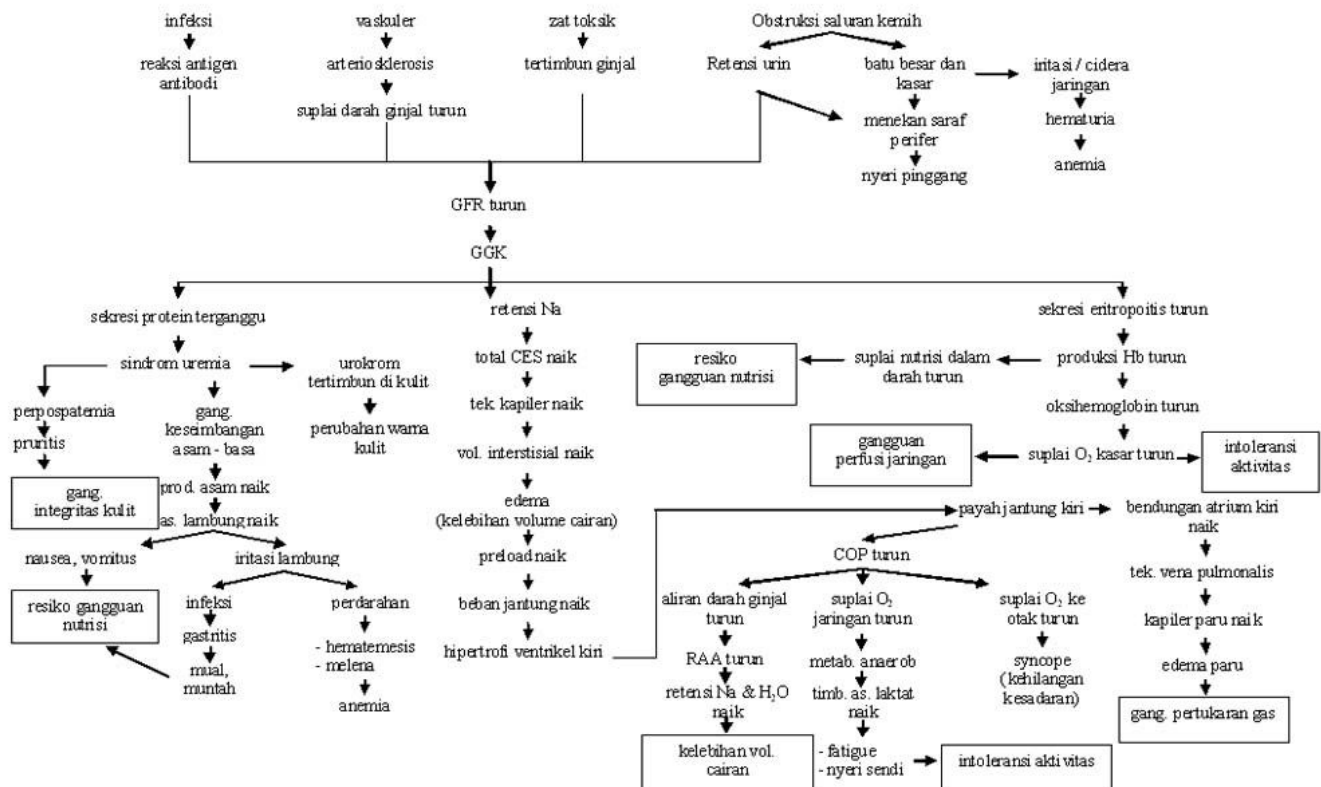 infeksi
vaskuler
zat toksik
Obstruksi saluran kemih
reaksi antigen
antibodi
arteriosklerosis
tertimbun ginjal
Retensi urin
batu besar dan
kasar
iritasi / cidera
jaringan
suplai darah ginjal turun
menekan saraf
perifer
hematuria
nyeri pinggang
anemia
GFR turun
GGK
sekresi protein terganggu
retensi Na
sekresi eritropoitis turun
sindrom uremia
urokrom
tertimbun di kulit
total CES naik
resiko
gangguan nutrisi
suplai nutrisi dalam
darah turun
produksi Hb turun
perpospatemia
gang.
keseimbangan
asam - basa
perubahan warna
kulit
tek. kapiler naik
oksihemoglobin turun
pruritis
vol. interstisial naik
gangguan
perfusi jaringan
suplai O₂ kasar turun
intoleransi
aktivitas
gang.
integritas kulit
prod. asam naik
edema
(kelebihan volume cairan)
payah jantung kiri
bendungan atrium kiri
naik
as. lambung naik
nausea, vomitus
iritasi lambung
preload naik
COP turun
tek. vena pulmonalis
resiko gangguan
nutrisi
infeksi
perdarahan
beban jantung naik
aliran darah ginjal
turun
suplai O₂
jaringan turun
suplai O₂ ke
otak turun
kapiler paru naik
gastritis
- hematemesis
- melena
hipertrofi ventrikel kiri
RAA turun
metab. anaerob
syncope
(kehilangan
kesadaran)
edema paru
mual,
muntah
anemia
retensi Na & H₂O
naik
timb. as. laktat
naik
gang. pertukaran gas
kelebihan vol.
cairan
- fatigue
- nyeri sendi
intoleransi aktivitas